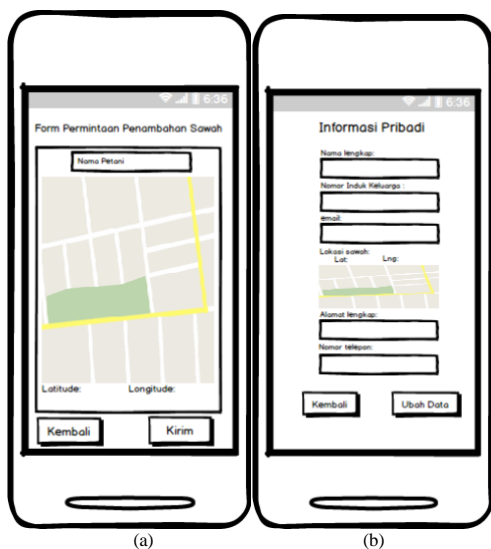 6:36
Form Permintaan Penambahan Sawah
Nama Petani
Latitude: Longitude:
Kembali Kirim
(a)
6:36
Informasi Pribadi
Nama lengkap:
Nomor Induk Keluarga :
email:
Lokasi sawah:
Lat: Lng:
Alamat lengkap:
Nomor telepon:
Kembali Ubah Data
(b)